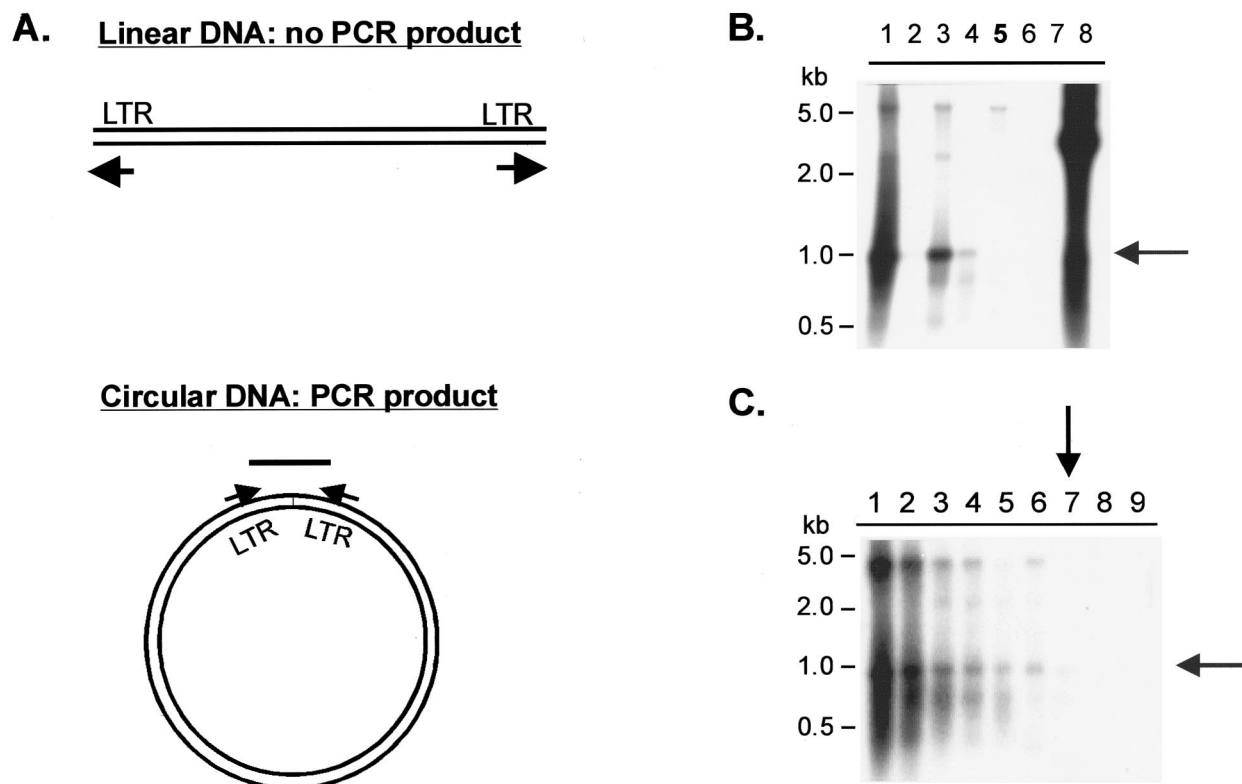 A.
Linear DNA: no PCR product
LTR LTR
Circular DNA: PCR product
LTR LTR
B.
1 2 3 4 5 6 7 8
kb
5.0
2.0
1.0
0.5
C.
1 2 3 4 5 6 7 8 9
kb
5.0
2.0
1.0
0.5